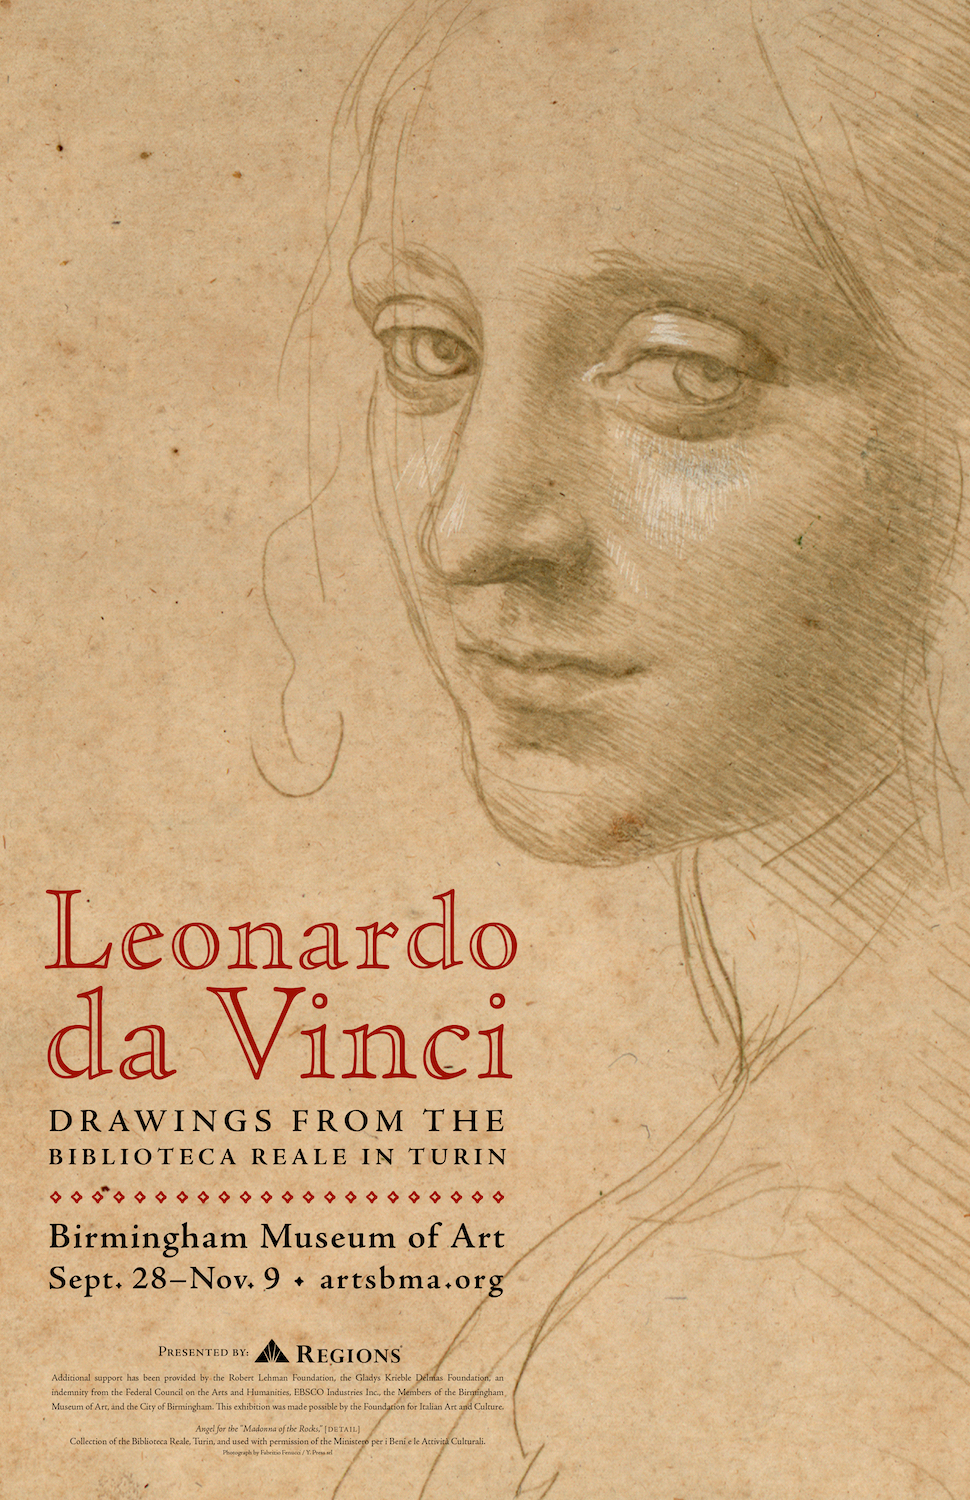 Leonardo
da Vinci
DRAWINGS FROM THE
BIBLIOTECA REALE IN TURIN
Birmingham Museum of Art
Sept. 28–Nov. 9 ✦ artsbma.org
PRESENTED BY: REGIONS
Additional support has been provided by the Robert Lehman Foundation, the Gladys Krieble Delmas Foundation, an
indemnity from the Federal Council on the Arts and Humanities, EBSCO Industries Inc., the Members of the Birmingham
Museum of Art, and the City of Birmingham. This exhibition was made possible by the Foundation for Italian Art and Culture.
Angel for the "Madonna of the Rocks," [DETAIL]
Collection of the Biblioteca Reale, Turin, and used with permission of the Ministero per i Beni e le Attività Culturali.
Photograph by Fabrizio / Y-Press srl